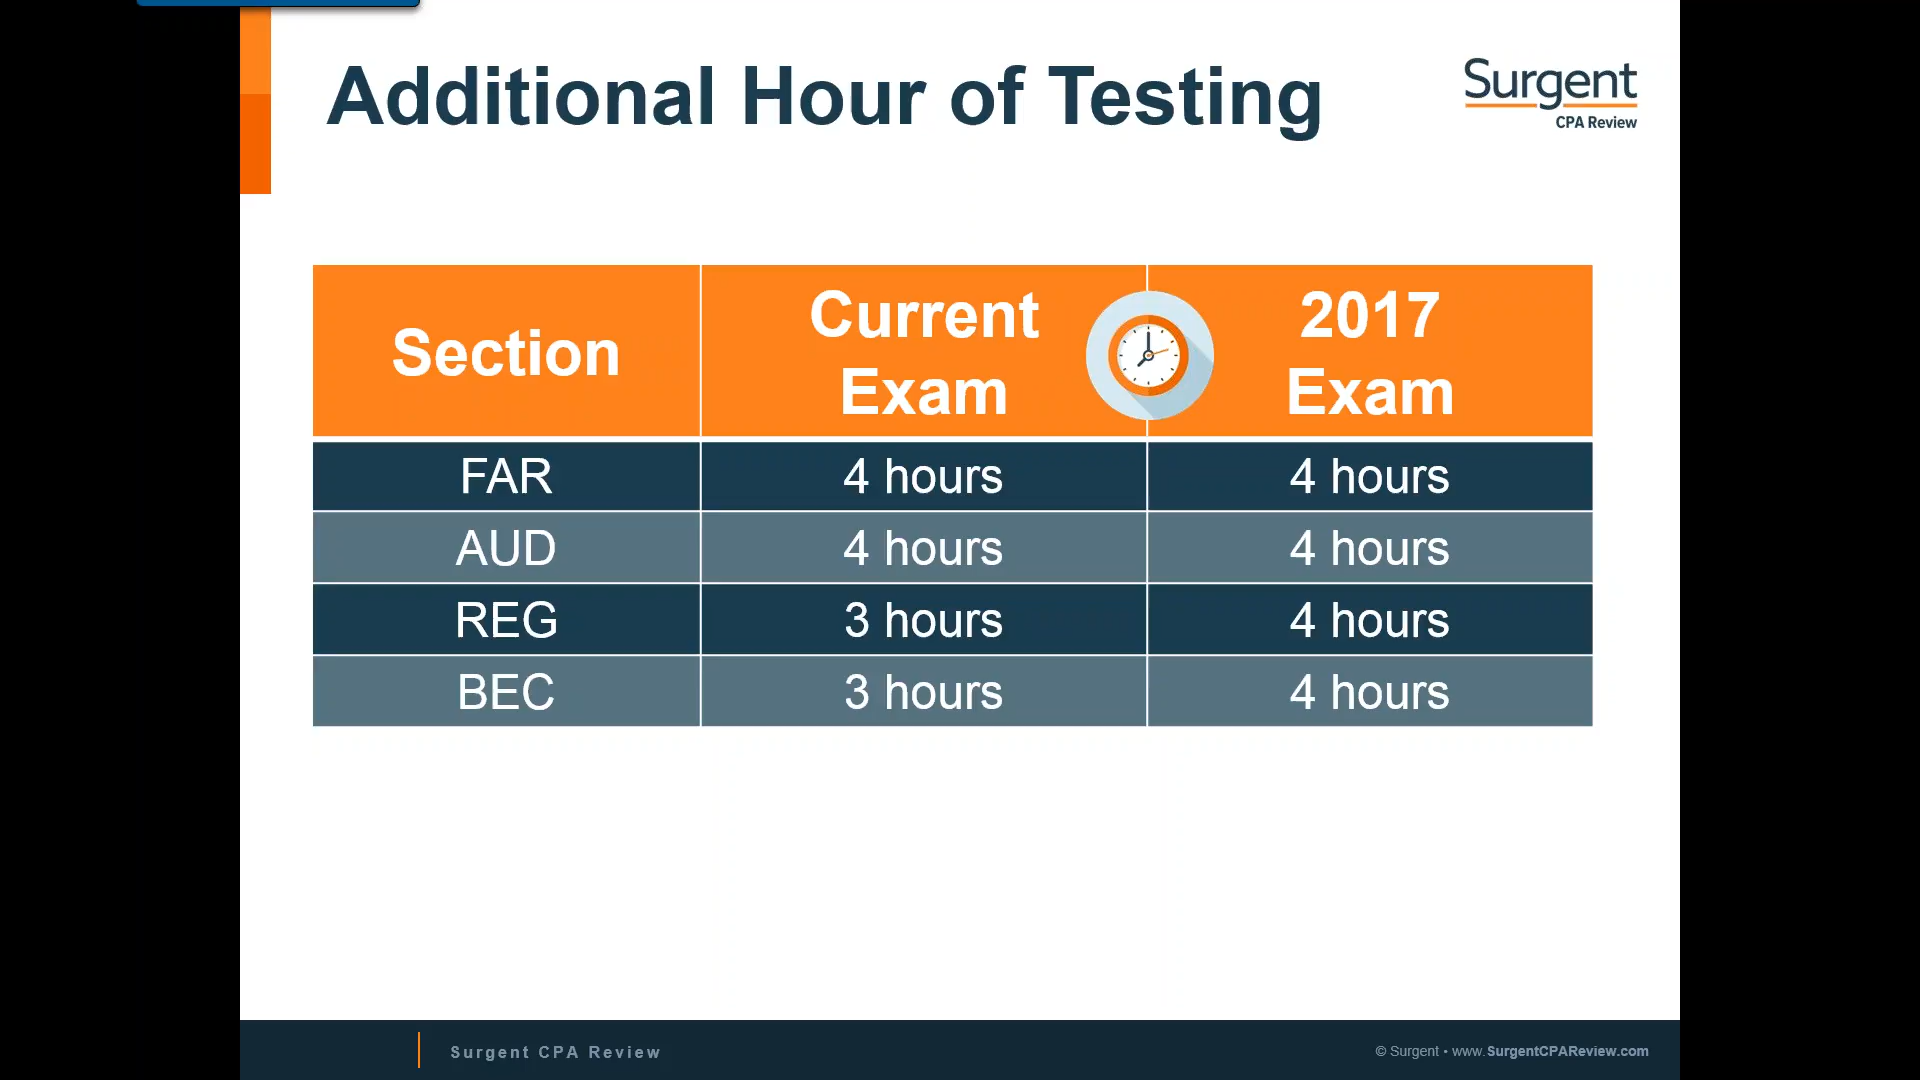 Additional Hour of Testing
Surgent
CPA Review
Section
Current
Exam
2017
Exam
FAR
4 hours
4 hours
AUD
4 hours
4 hours
REG
3 hours
4 hours
BEC
3 hours
4 hours
Surgent CPA Review
© Surgent • www.SurgentCPAReview.com